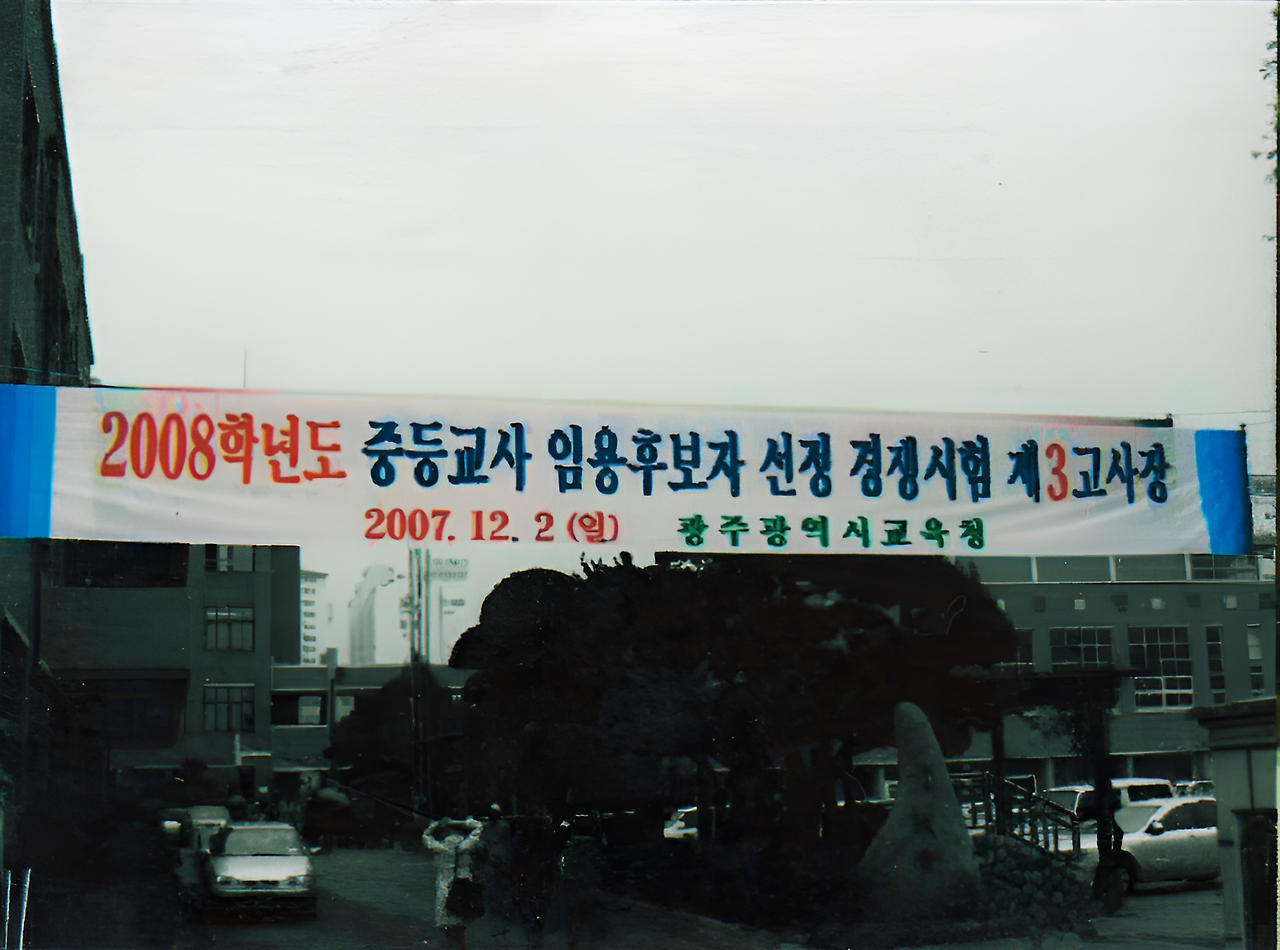 2008학년도 중등교사 임용후보자 선정 경쟁시험 제3고사장
2007. 12. 2 (일) 광주광역시교육청